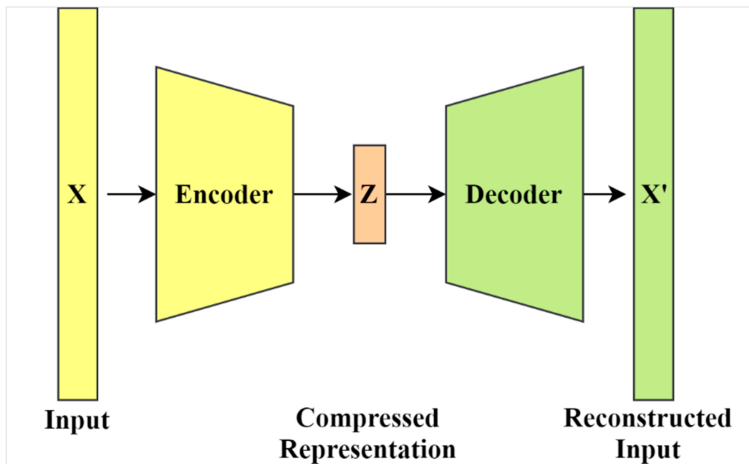 X
Encoder
Z
Decoder
X'
Input
Compressed
Representation
Reconstructed
Input